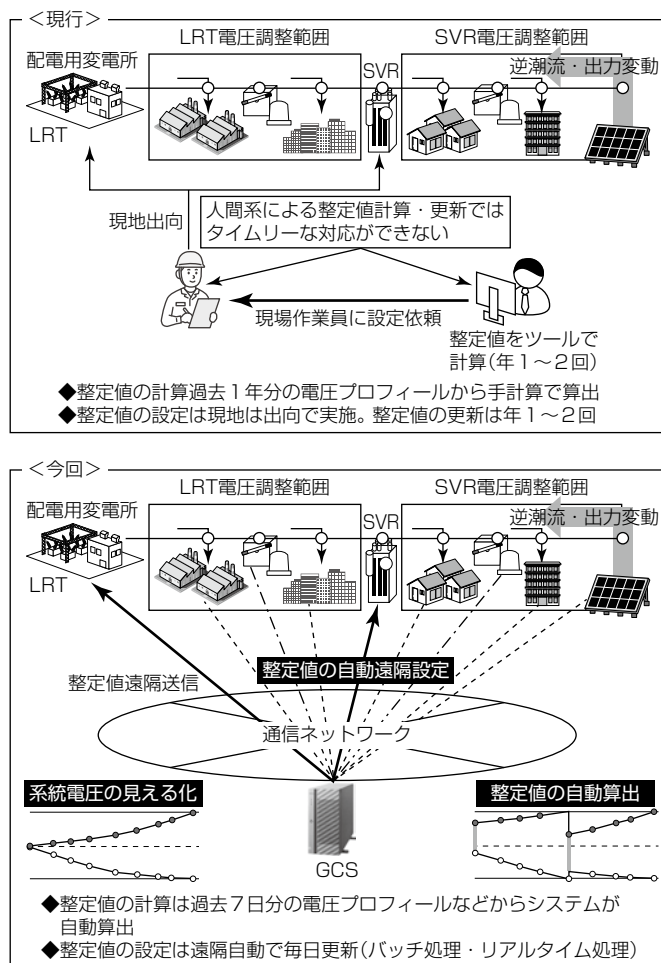 ＜現行＞
LRT電圧調整範囲
SVR電圧調整範囲
配電用変電所
SVR
逆潮流・出力変動
LRT
現地出向
人間系による整定値計算・更新では
タイムリーな対応ができない
現場作業員に設定依頼
整定値をツールで
計算(年１～２回)
◆整定値の計算過去１年分の電圧プロフィールから手計算で算出
◆整定値の設定は現地は出向で実施。整定値の更新は年１～２回
＜今回＞
LRT電圧調整範囲
SVR電圧調整範囲
配電用変電所
SVR
逆潮流・出力変動
LRT
整定値の自動遠隔設定
整定値遠隔送信
通信ネットワーク
系統電圧の見える化
整定値の自動算出
GCS
◆整定値の計算は過去７日分の電圧プロフィールなどからシステムが
自動算出
◆整定値の設定は遠隔自動で毎日更新(バッチ処理・リアルタイム処理)